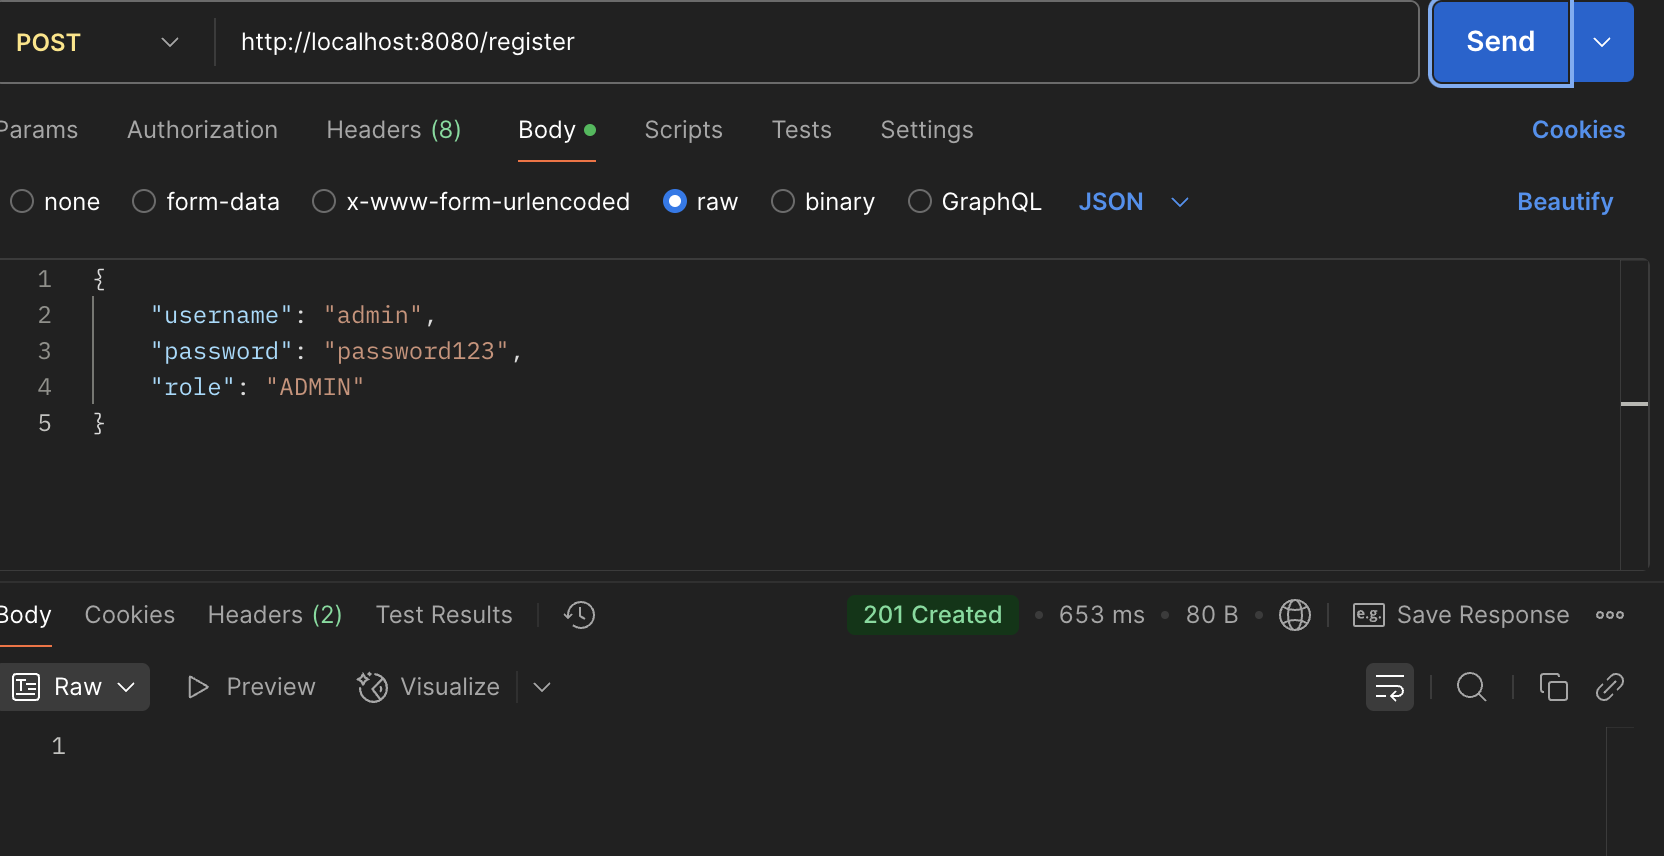 POST http://localhost:8080/register Send
Params Authorization Headers (8) Body Scripts Tests Settings Cookies
none form-data x-www-form-urlencoded raw binary GraphQL JSON Beautify
1 {
2 "username": "admin",
3 "password": "password123",
4 "role": "ADMIN"
5 }
Body Cookies Headers (2) Test Results 201 Created • 653 ms • 80 B • e.g. Save Response
Raw Preview Visualize
1